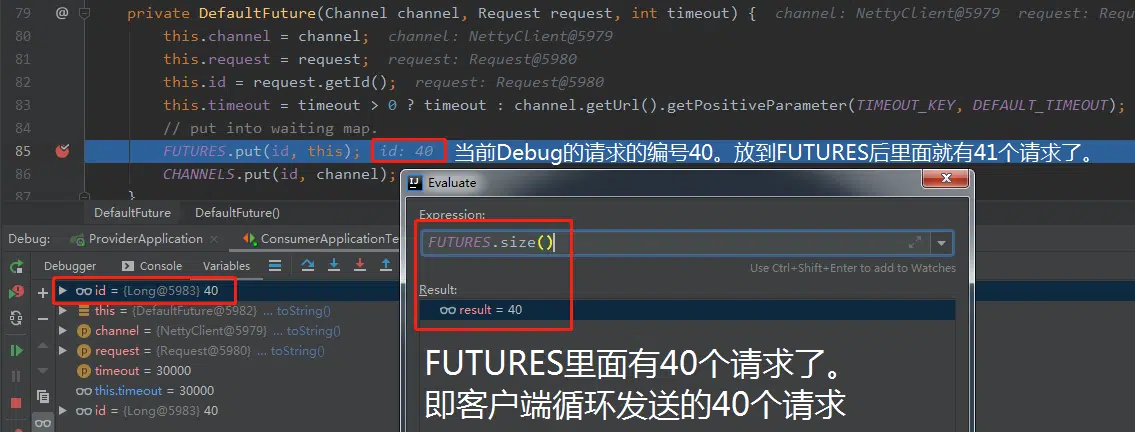 79 @ private DefaultFuture(Channel channel, Request request, int timeout) { channel: NettyClient@5979 request: Requ
80 this.channel = channel; channel: NettyClient@5979
81 this.request = request; request: Request@5980
82 this.id = request.getId(); request: Request@5980
83 this.timeout = timeout > 0 ? timeout : channel.getUrl().getPositiveParameter(TIMEOUT_KEY, DEFAULT_TIMEOUT);
84 // put into waiting map.
85 FUTURES.put(id, this); id: 40 当前Debug的请求的编号40。放到FUTURES后里面就有41个请求了。
86 CHANNELS.put(id, channel);
87 }
DefaultFuture DefaultFuture()
Debug: ProviderApplication × ConsumerApplicationTe
Debugger Console Variables
id = {Long@5983} 40
this = {DefaultFuture@5982} ... toString()
channel = {NettyClient@5979} ... toString()
request = {Request@5980} ... toString()
timeout = 30000
this.timeout = 30000
id = {Long@5983} 40
Evaluate
Expression:
FUTURES.size()
Use Ctrl+Shift+Enter to add to Watches
Result:
result = 40
FUTURES里面有40个请求了。
即客户端循环发送的40个请求